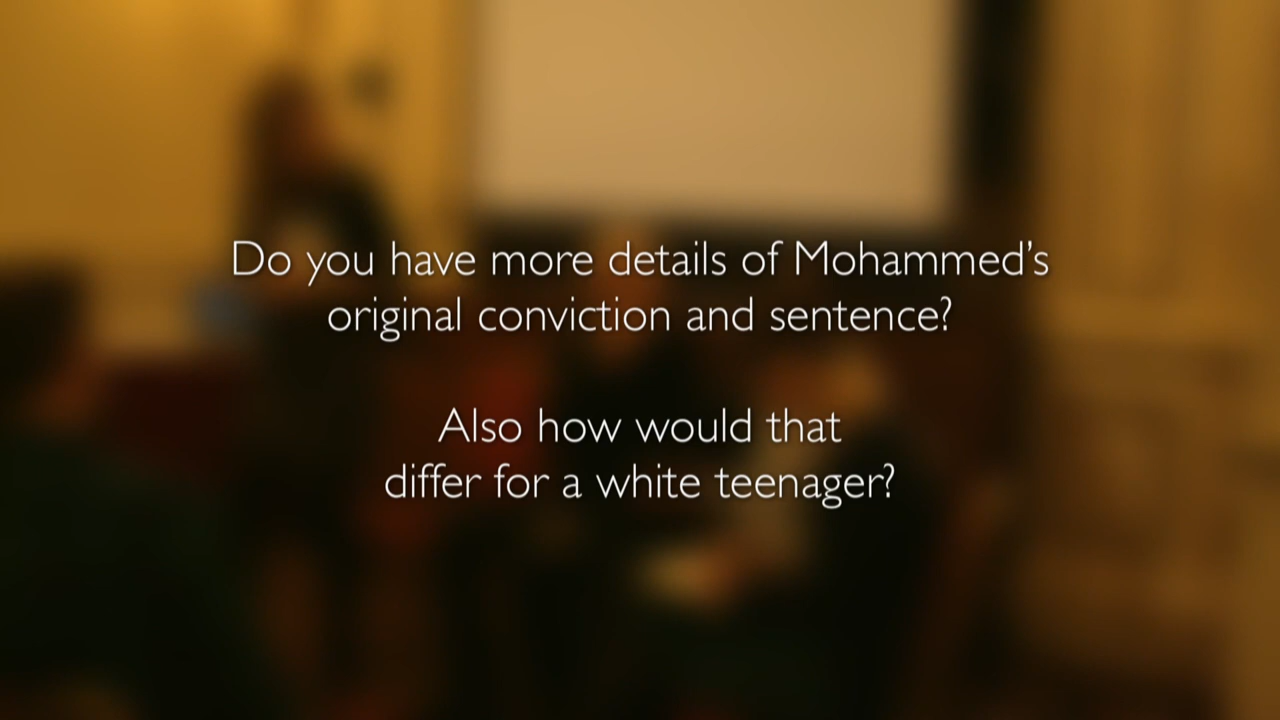 Do you have more details of Mohammed’s
original conviction and sentence?
Also how would that
differ for a white teenager?